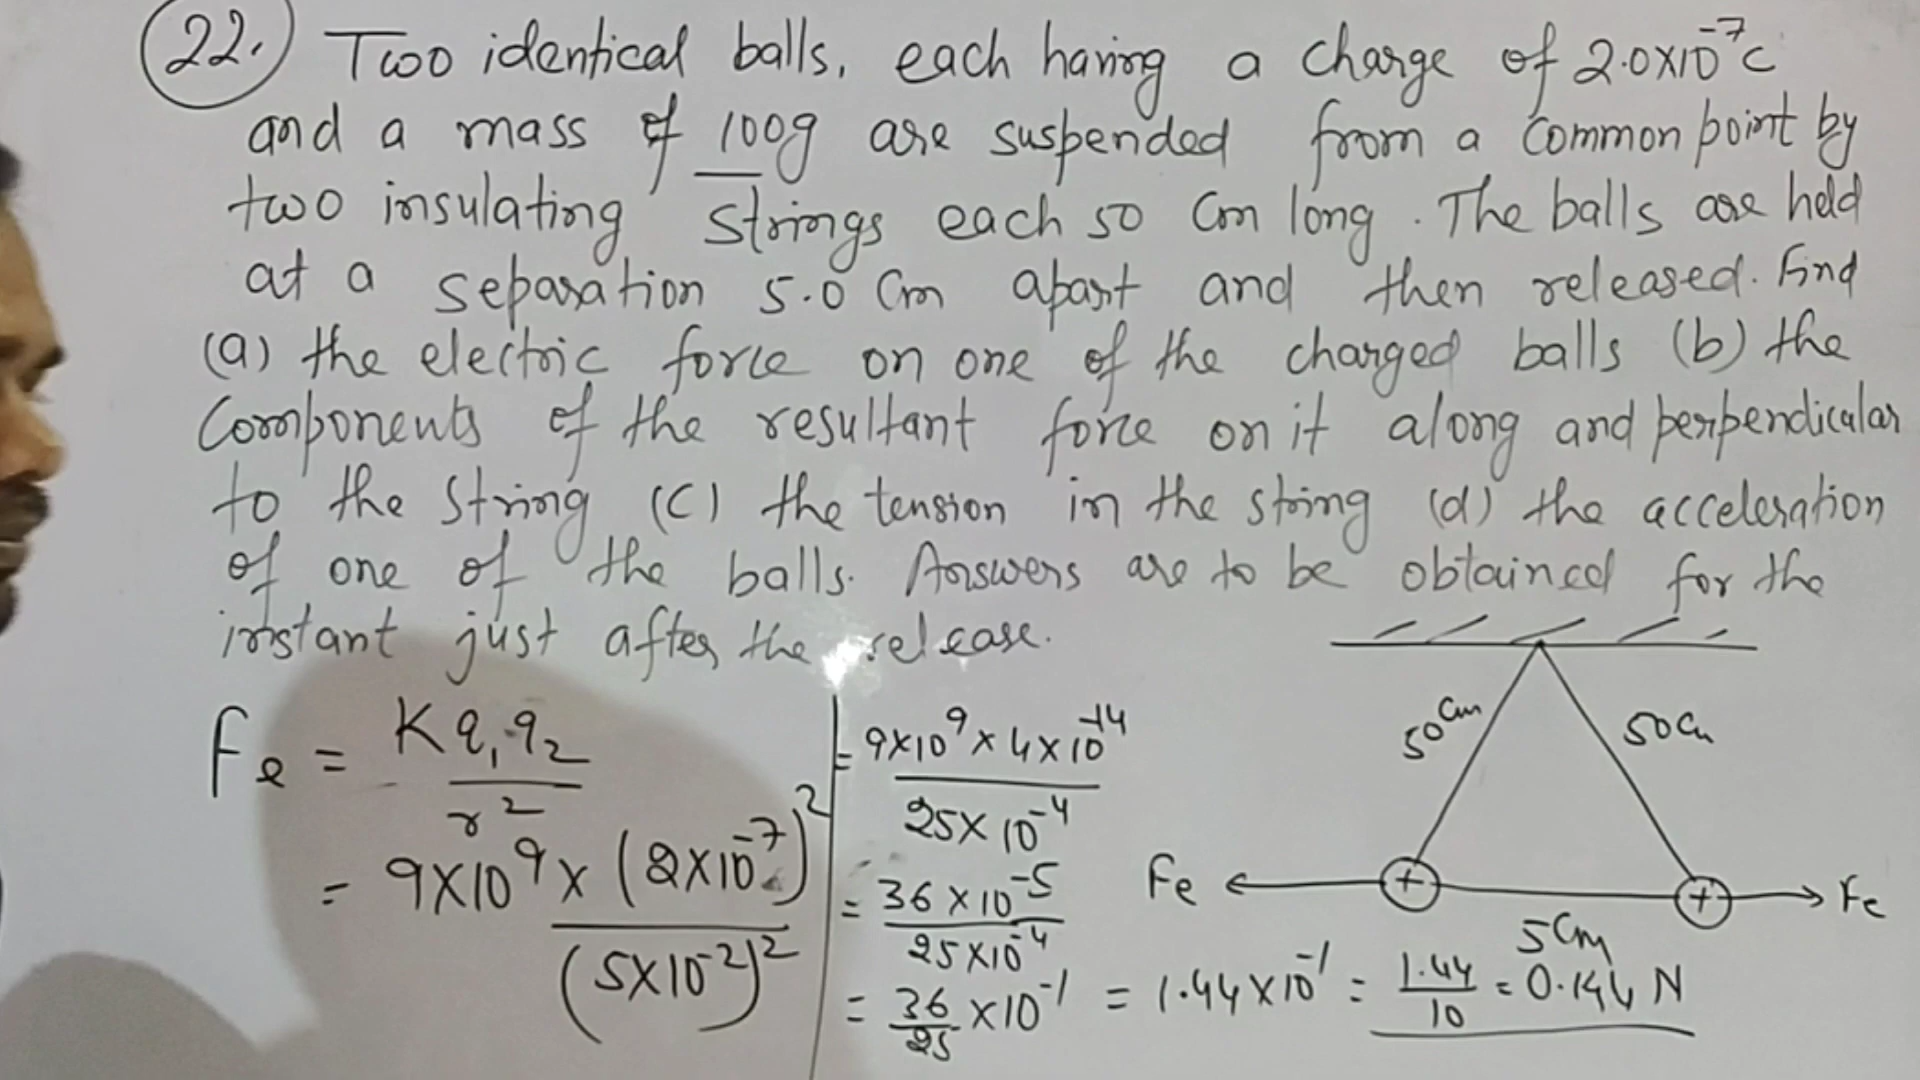 22. Two identical balls, each having a charge of 2.0×10⁻⁷C
and a mass of 100g are suspended from a common point by
two insulating strings each 50 cm long. The balls are held
at a separation 5.0 cm apart and then released. Find
(a) the electric force on one of the charged balls (b) the
components of the resultant force on it along and perpendicular
to the string (c) the tension in the string (d) the acceleration
of one of the balls. Answers are to be obtained for the
instant just after the release.
Fe = Kq₁q₂ / r²
= 9×10⁹ × (2×10⁻⁷)² / (5×10⁻²)²
= 9×10⁹ × 4×10⁻¹⁴ / 25×10⁻⁴
= 36×10⁻⁵ / 25×10⁻⁴
= 36/25 ×10⁻¹ = 1.44×10⁻¹ = 1.44/10 = 0.144 N
50 cm
50 cm
Fe + + Fe
5 cm